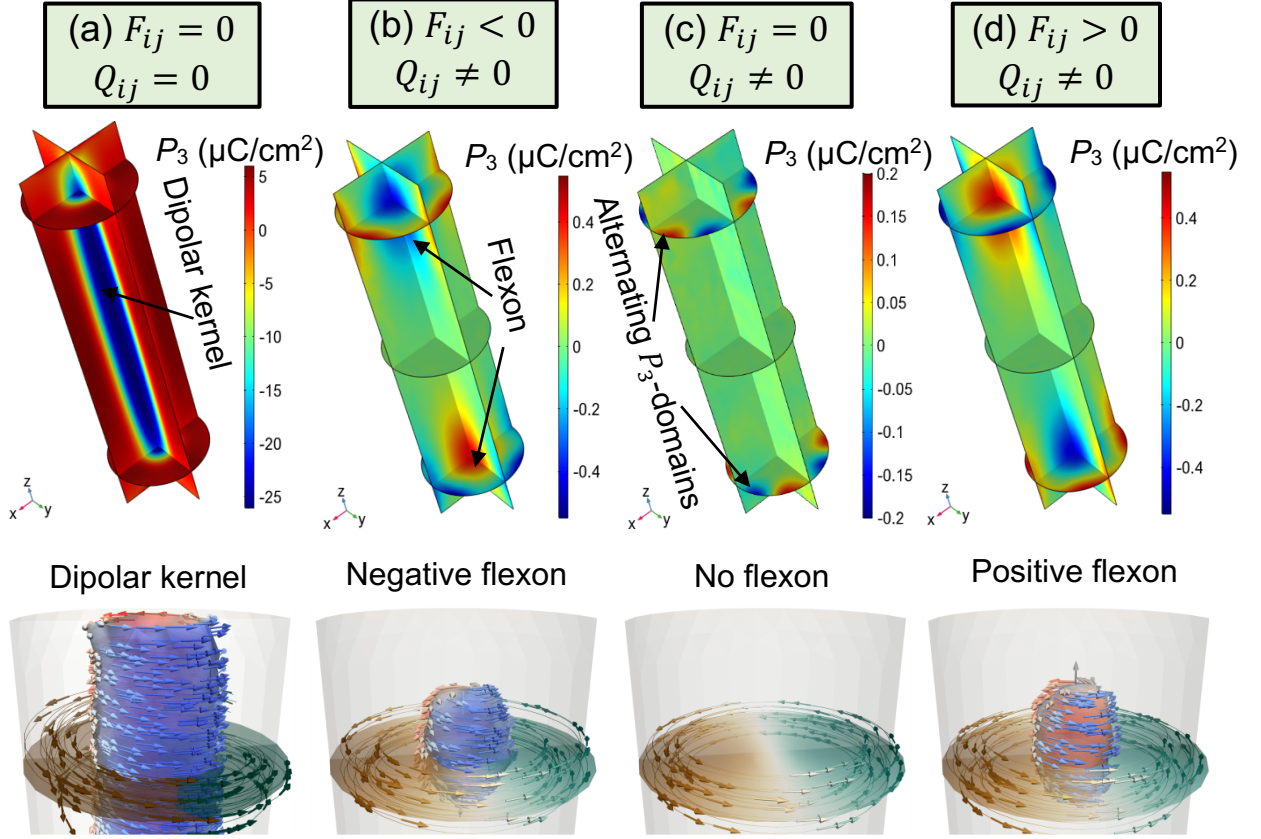 (a) F_ij = 0
Q_ij = 0
(b) F_ij < 0
Q_ij ≠ 0
(c) F_ij = 0
Q_ij ≠ 0
(d) F_ij > 0
Q_ij ≠ 0
P₃ (µC/cm²)
5
0
-5
-10
-15
-20
-25
Dipolar kernel
z
x
y
P₃ (µC/cm²)
0.4
0.2
0
-0.2
-0.4
Flexon
z
x
y
P₃ (µC/cm²)
0.2
0.15
0.1
0.05
0
-0.05
-0.1
-0.15
-0.2
Alternating P₃-domains
z
x
y
P₃ (µC/cm²)
0.4
0.2
0
-0.2
-0.4
z
x
y
Dipolar kernel
Negative flexon
No flexon
Positive flexon